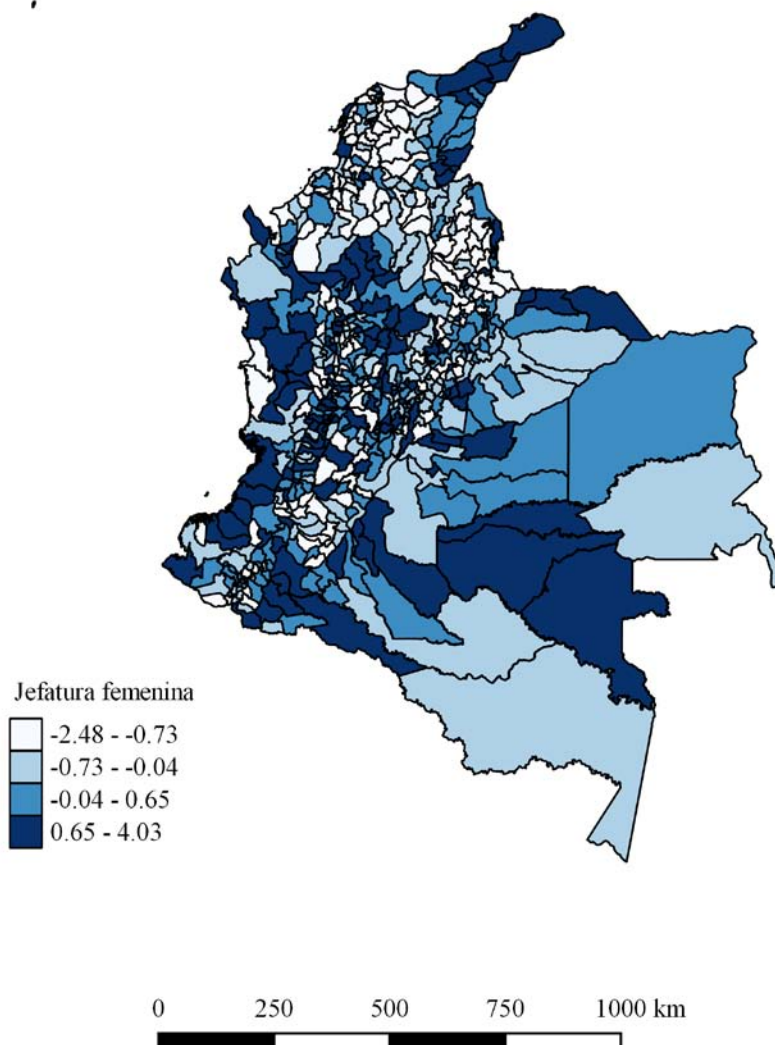 Jefatura femenina
-2.48 - -0.73
-0.73 - -0.04
-0.04 - 0.65
0.65 - 4.03
0 250 500 750 1000 km